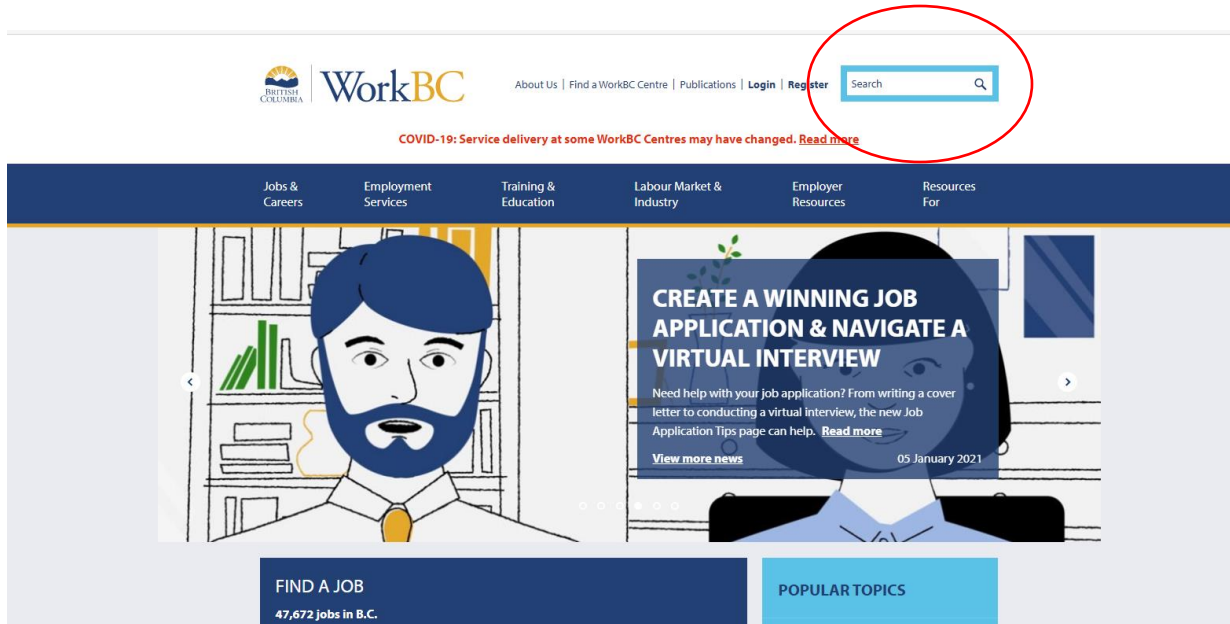 BRITISH
COLUMBIA
WorkBC
About Us | Find a WorkBC Centre | Publications | Login | Register
Search
COVID-19: Service delivery at some WorkBC Centres may have changed. Read more
Jobs &
Careers
Employment
Services
Training &
Education
Labour Market &
Industry
Employer
Resources
Resources
For
CREATE A WINNING JOB
APPLICATION & NAVIGATE A
VIRTUAL INTERVIEW
Need help with your job application? From writing a cover
letter to conducting a virtual interview, the new Job
Application Tips page can help. Read more
View more news
05 January 2021
FIND A JOB
47,672 jobs in B.C.
POPULAR TOPICS